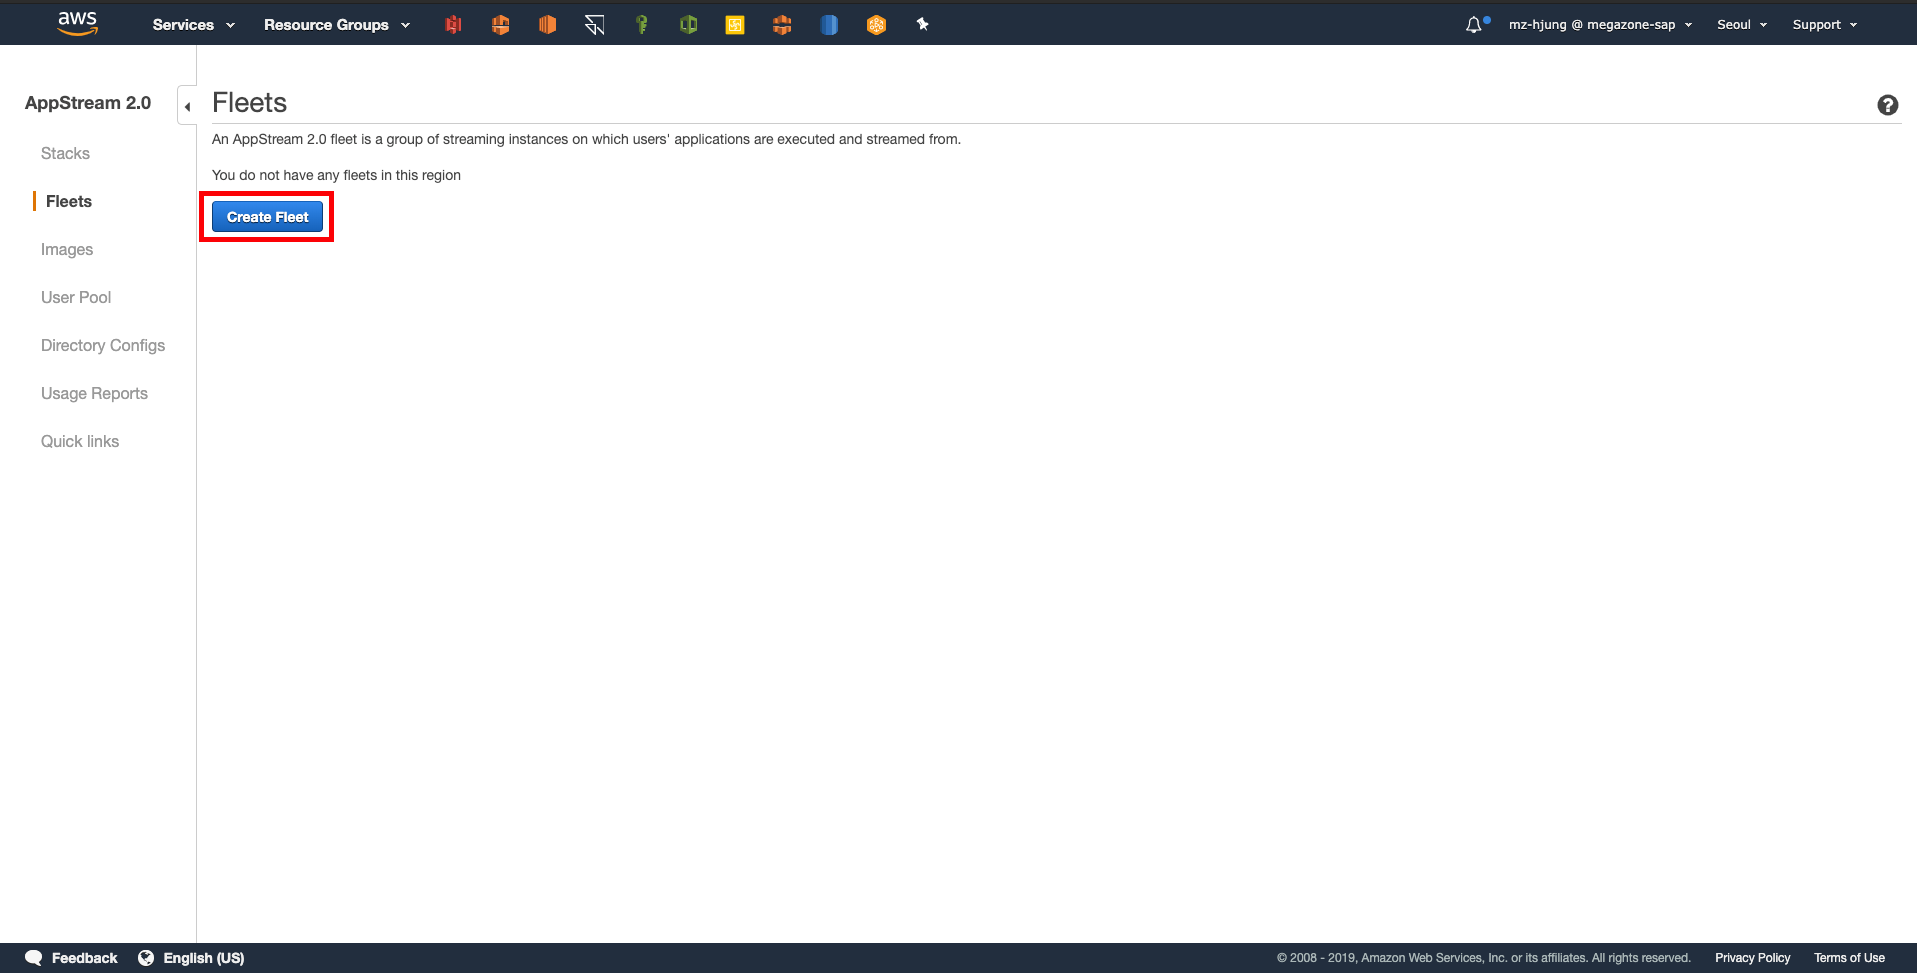 aws
Services
Resource Groups
mz-hjung @ megazone-sap
Seoul
Support
AppStream 2.0
Stacks
Fleets
Images
User Pool
Directory Configs
Usage Reports
Quick links
Fleets
An AppStream 2.0 fleet is a group of streaming instances on which users' applications are executed and streamed from.
You do not have any fleets in this region
Create Fleet
Feedback
English (US)
© 2008 - 2019, Amazon Web Services, Inc. or its affiliates. All rights reserved.
Privacy Policy
Terms of Use